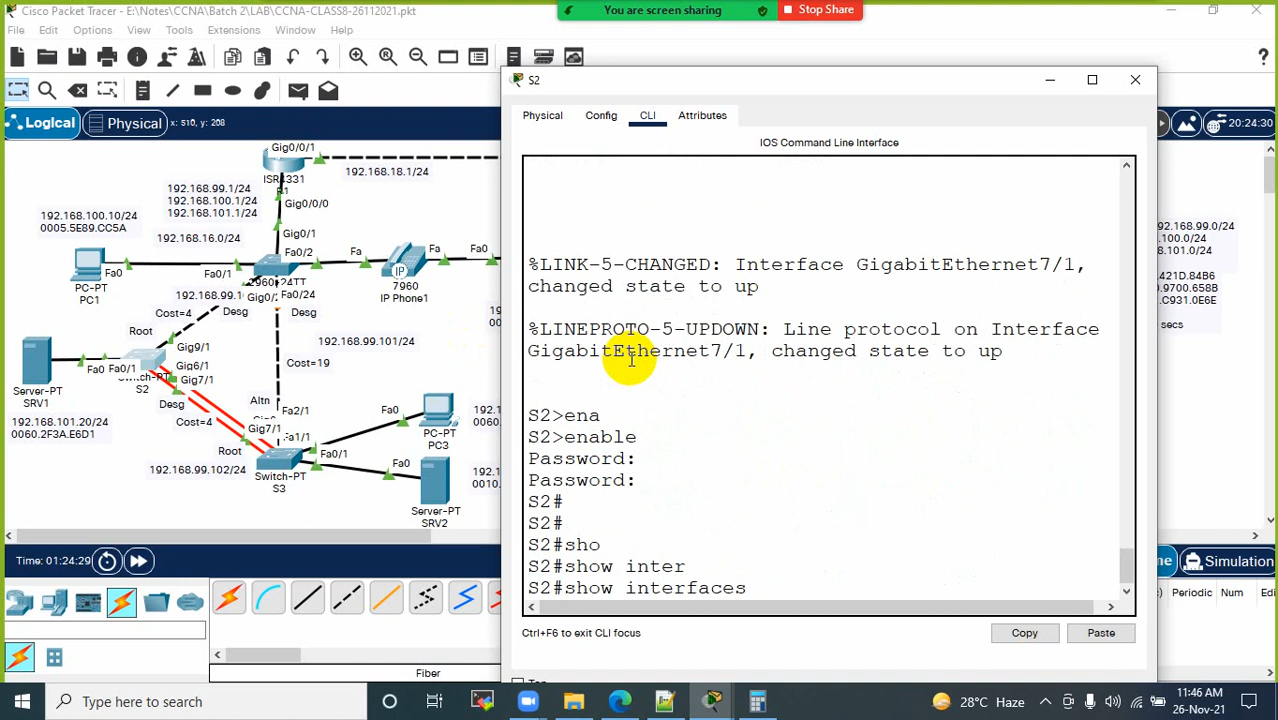 Cisco Packet Tracer - E:\Notes\CCNA\Batch 2\LAB\CCNA-CLASS8-26112021.pkt
You are screen sharing
Stop Share
File Edit Options View Tools Extensions Window Help
S2
Logical
Physical
x: 510, y: 208
20:24:30
Physical Config CLI Attributes
IOS Command Line Interface
Gig0/0/1
ISR4331
192.168.18.1/24
192.168.99.1/24
192.168.100.1/24
192.168.101.1/24
Gig0/0/0
192.168.100.10/24
0005.5E89.CC5A
192.168.16.0/24
Gig0/1
Fa0/2
Fa
Fa
Fa0
Fa0
Fa0/1
PC-PT
PC1
7960
IP Phone1
IP
Fa0/24
Cost=4
Desg
Desg
Root
192.168.99.101/24
Gig9/1
Gig6/1
Gig7/1
Fa0
Fa0/1
Switch-PT
S2
Server-PT
SRV1
Cost=19
Desg
Cost=4
Altn
Fa2/1
Fa0
PC-PT
PC3
192.168.101.20/24
0060.2F3A.E6D1
Gig7/1
Fa1/1
Root
Fa0/1
Fa0
192.168.99.102/24
Switch-PT
S3
Server-PT
SRV2
%LINK-5-CHANGED: Interface GigabitEthernet7/1,
changed state to up
%LINEPROTO-5-UPDOWN: Line protocol on Interface
GigabitEthernet7/1, changed state to up
S2>ena
S2>enable
Password:
Password:
S2#
S2#
S2#sho
S2#show inter
S2#show interfaces
Ctrl+F6 to exit CLI focus
Copy
Paste
Top
Time: 01:24:29
Simulation
Periodic Num
Fiber
Type here to search
28°C Haze
11:46 AM
26-Nov-21